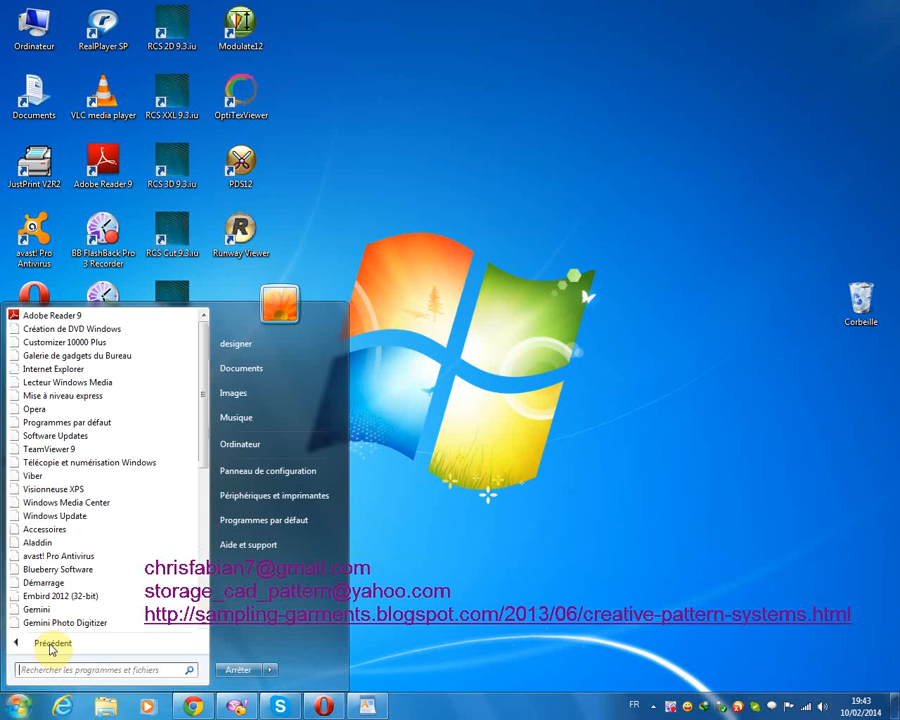 Ordinateur
RealPlayer SP
RCS 2D 9.3.iu
Modulate12
Documents
VLC media player
RCS XXL 9.3.iu
OptiTexViewer
JustPrint V2R2
Adobe Reader 9
RCS 3D 9.3.iu
PDS12
avast! Pro
Antivirus
BB FlashBack Pro
3 Recorder
RCS Cut 9.3.iu
Runway Viewer
Corbeille
Adobe Reader 9
Création de DVD Windows
Customizer 10000 Plus
Galerie de gadgets du Bureau
Internet Explorer
Lecteur Windows Media
Mise à niveau express
Opera
Programmes par défaut
Software Updates
TeamViewer 9
Télécopie et numérisation Windows
Viber
Visionneuse XPS
Windows Media Center
Windows Update
Accessoires
Aladdin
avast! Pro Antivirus
Blueberry Software
Démarrage
Embird 2012 (32-bit)
Gemini
Gemini Photo Digitizer
Précédent
Rechercher les programmes et fichiers
designer
Documents
Images
Musique
Ordinateur
Panneau de configuration
Périphériques et imprimantes
Programmes par défaut
Aide et support
Arrêter
chrisfabian7@gmail.com
storage_cad_pattern@yahoo.com
http://sampling-garments.blogspot.com/2013/06/creative-pattern-systems.html
FR
19:43
10/02/2014